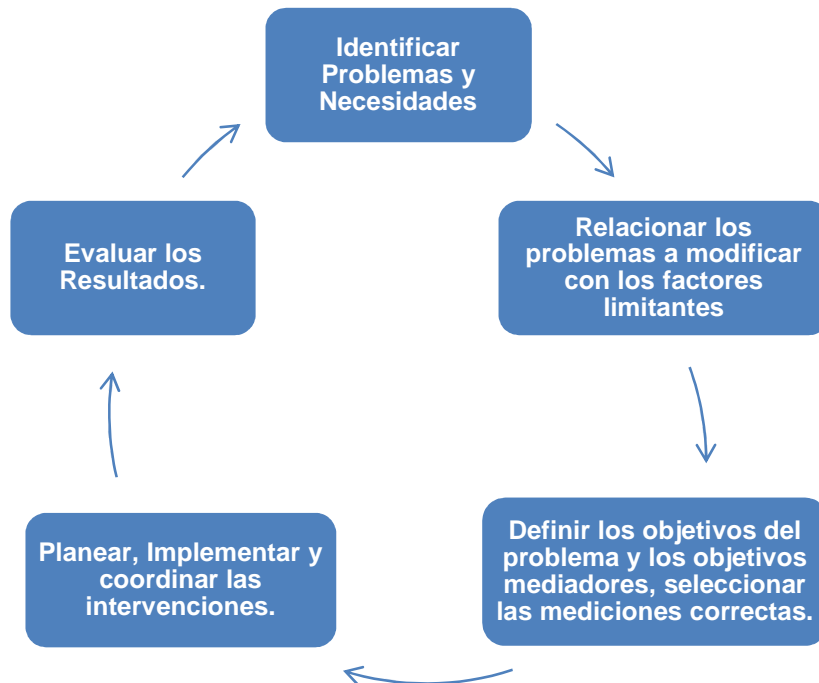 Identificar
Problemas y
Necesidades
Relacionar los
problemas a modificar
con los factores
limitantes
Definir los objetivos del
problema y los objetivos
mediadores, seleccionar
las mediciones correctas.
Planear, Implementar y
coordinar las
intervenciones.
Evaluar los
Resultados.